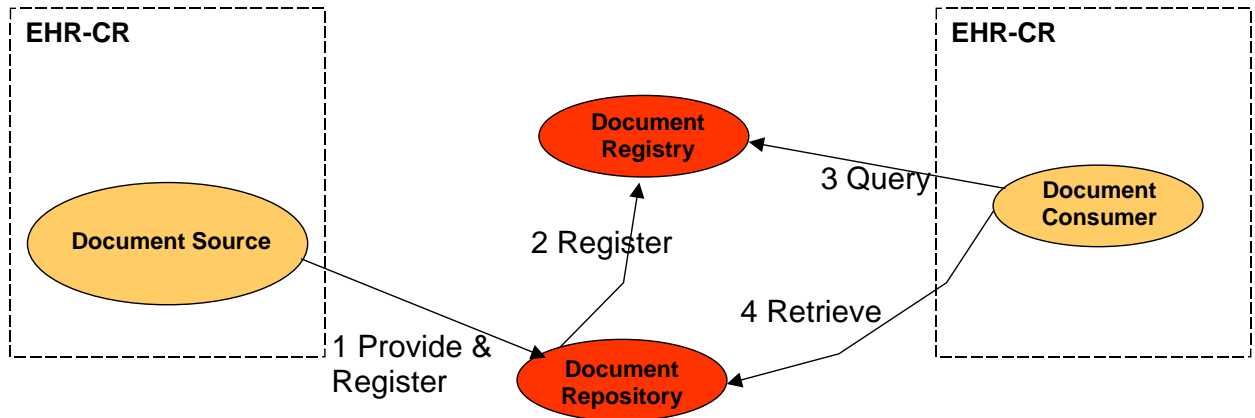 EHR-CR
EHR-CR
Document
Registry
3 Query
Document
Consumer
Document Source
2 Register
4 Retrieve
1 Provide &
Register
Document
Repository